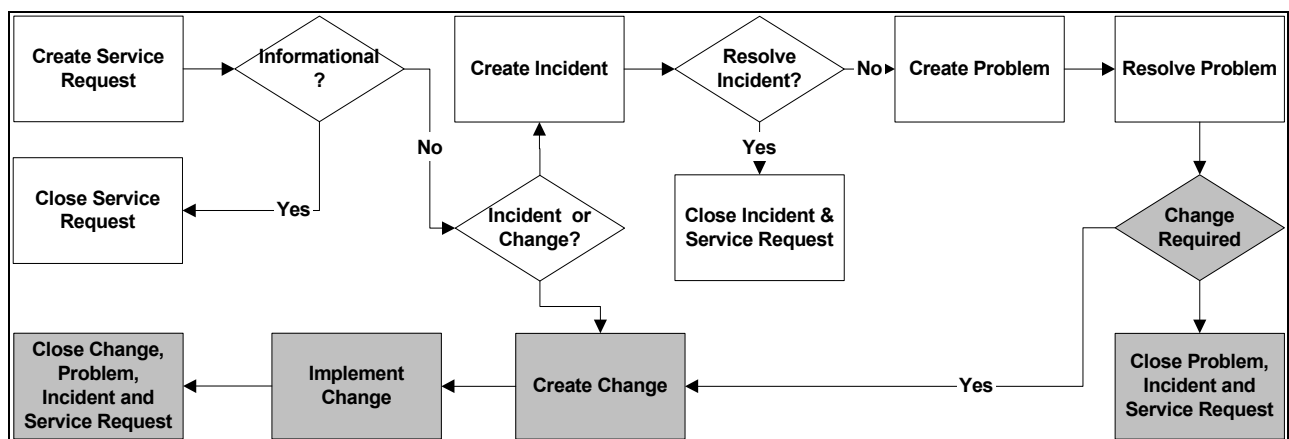 Create Service
Request
Informational
?
Create Incident
Resolve
Incident?
No
Create Problem
Resolve Problem
No
Yes
Close Service
Request
Yes
Incident or
Change?
Close Incident &
Service Request
Change
Required
Close Change,
Problem,
Incident and
Service Request
Implement
Change
Create Change
Yes
Close Problem,
Incident and
Service Request